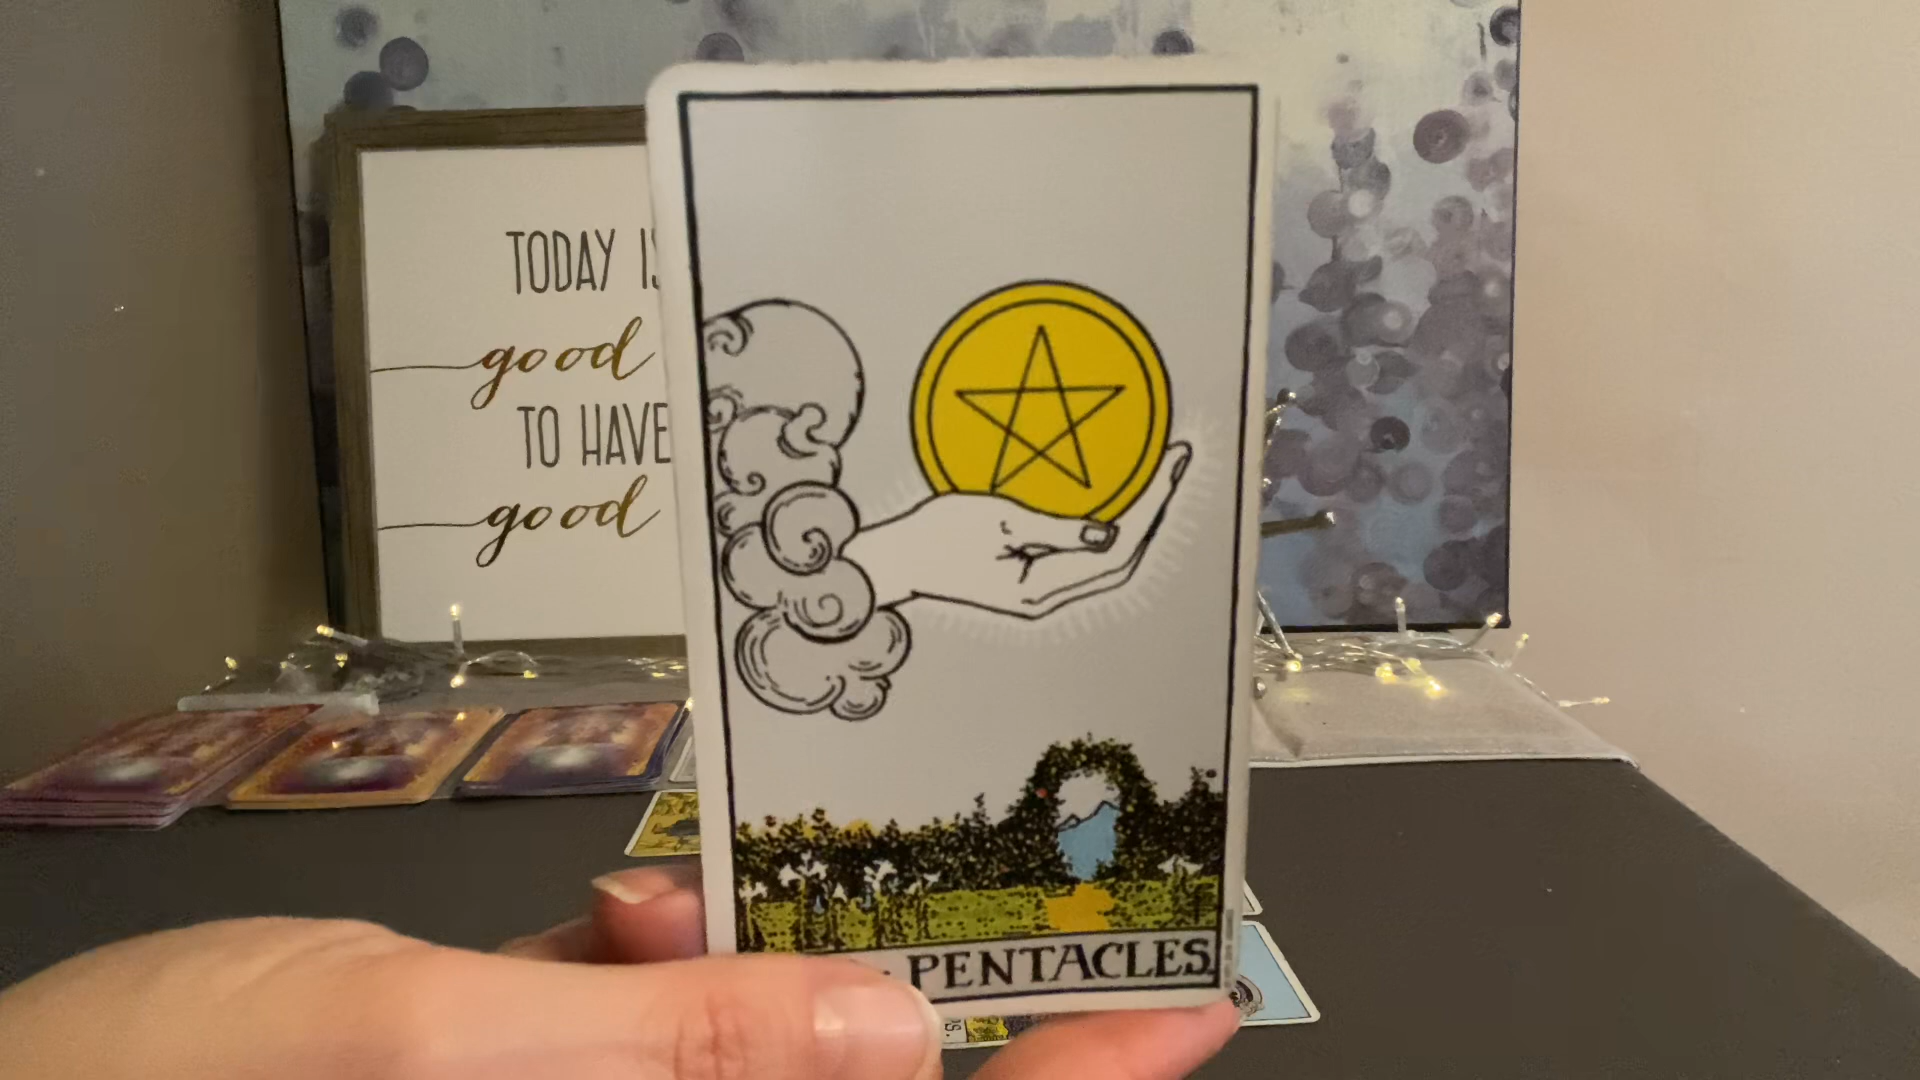 TODAY IS
good
TO HAVE
good
PENTACLES.